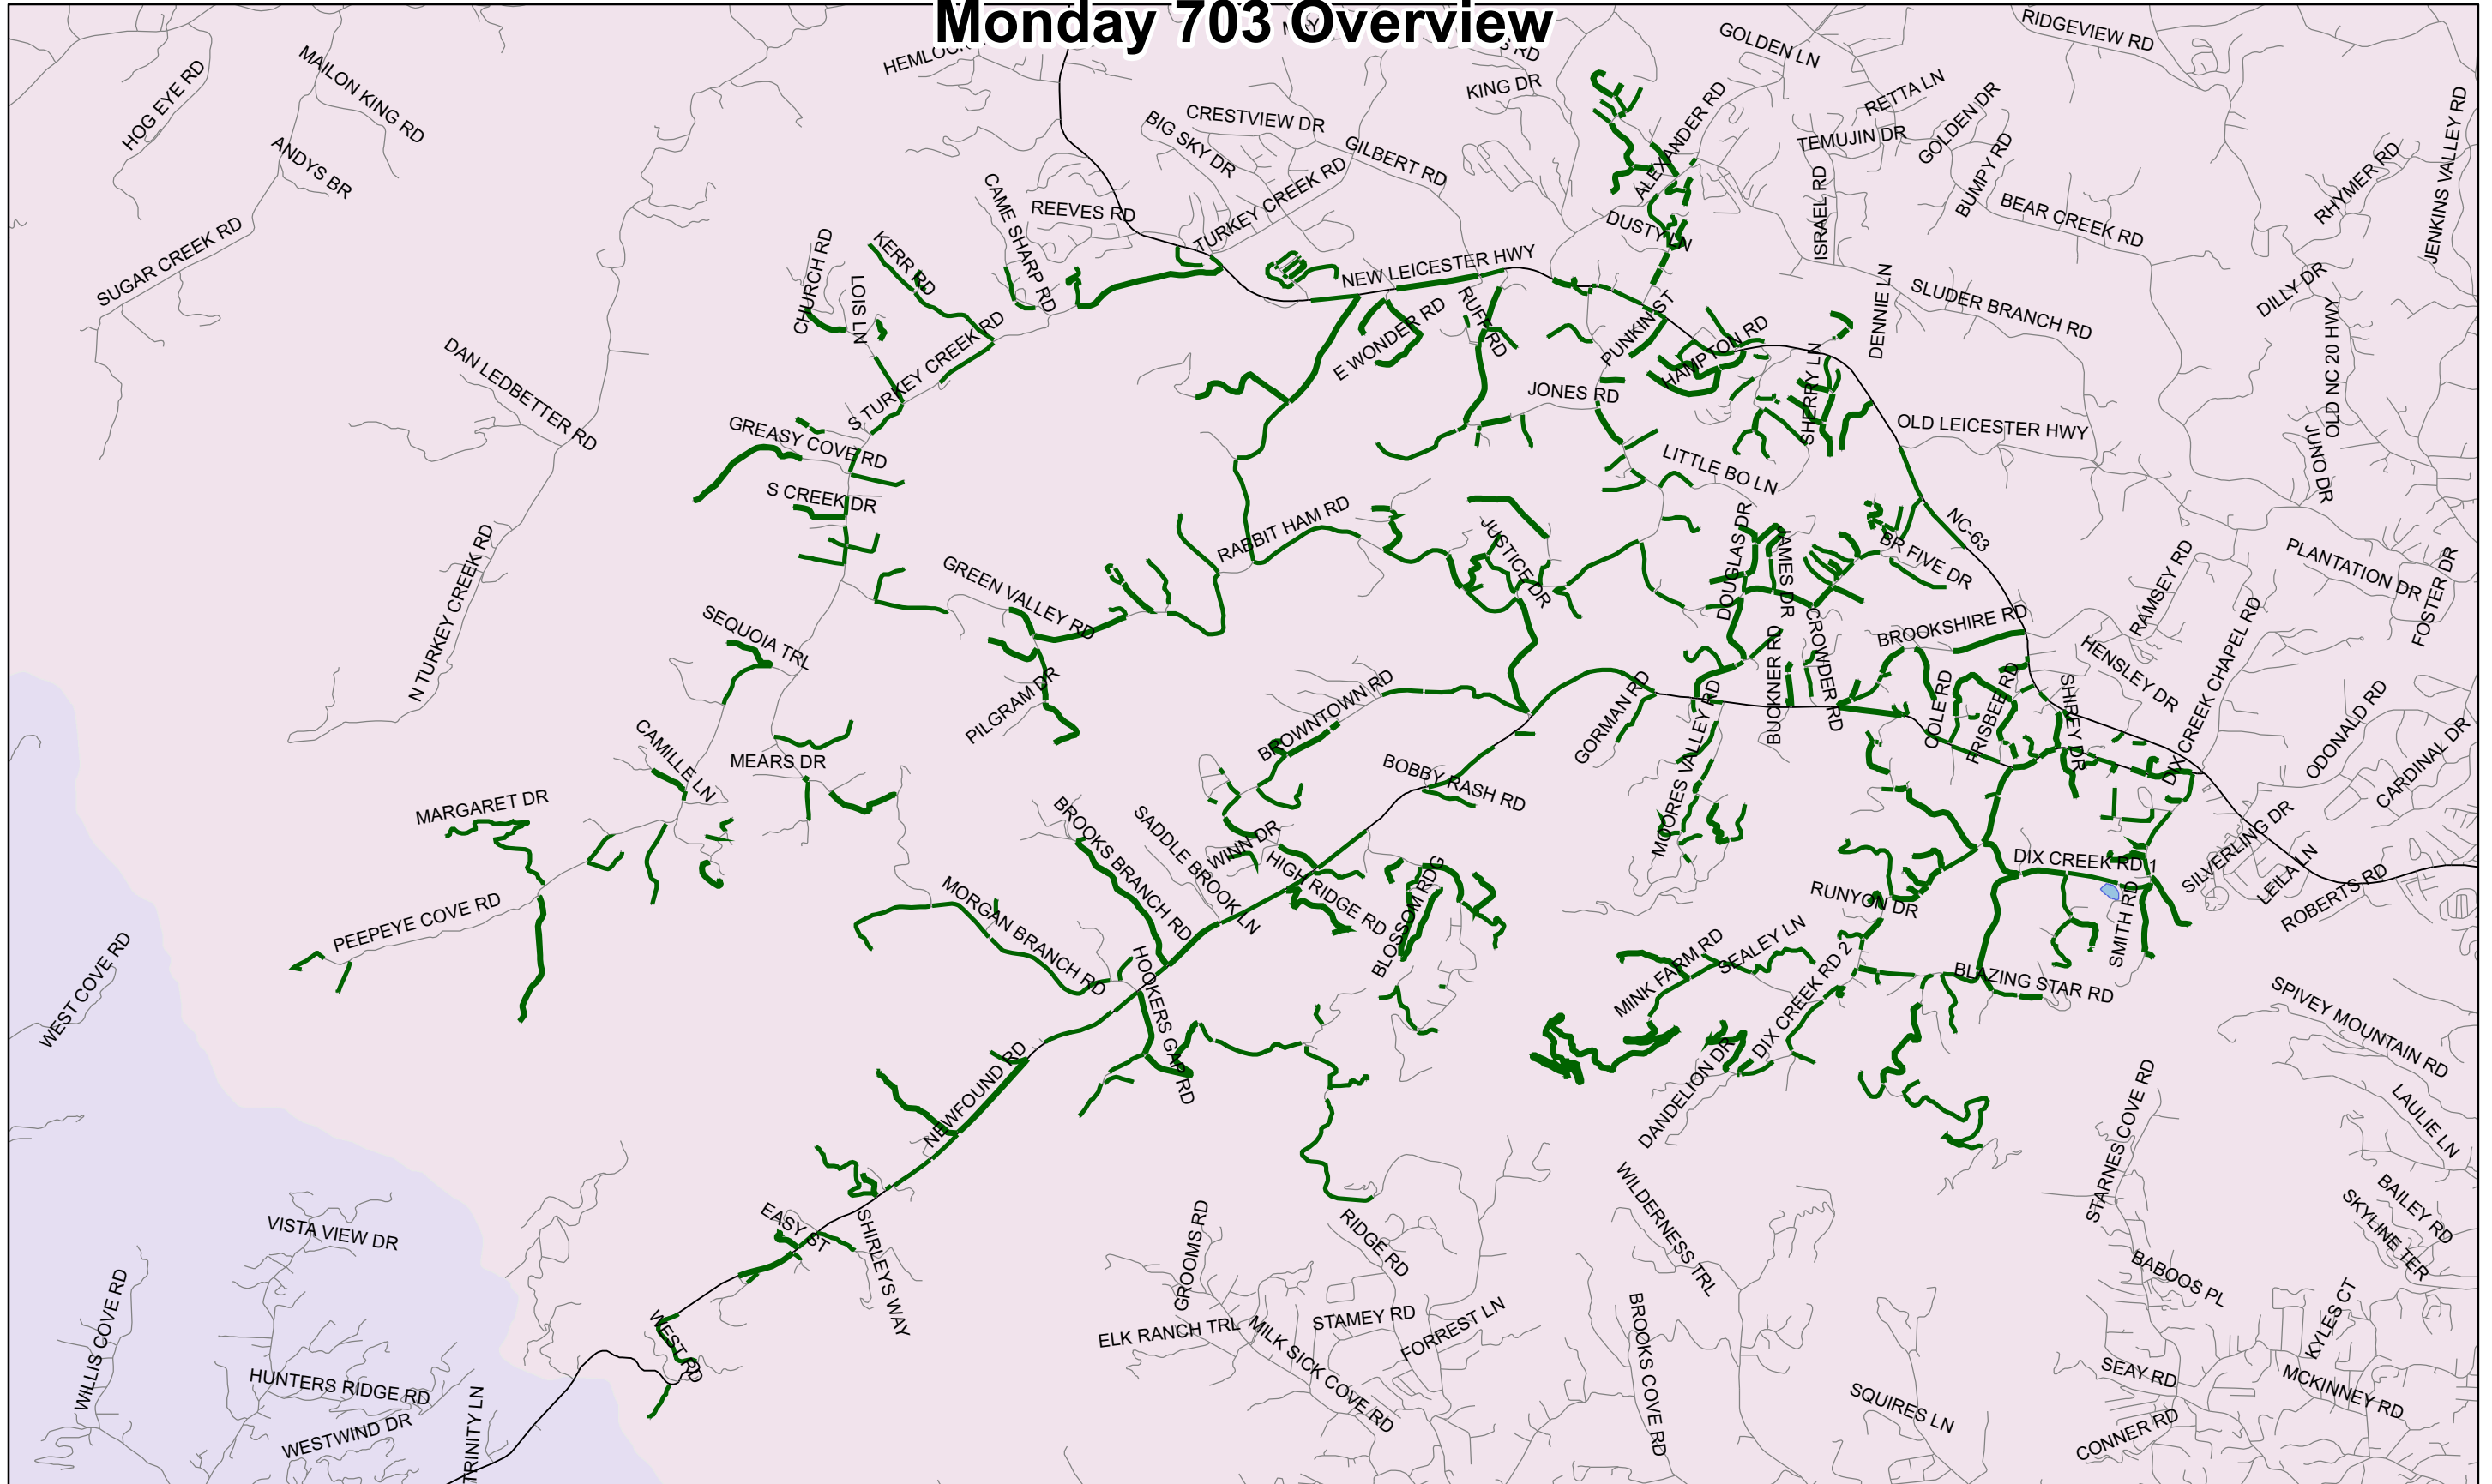 Monday 703 Overview
RIDGEVIEW RD
GOLDEN LN
HEMLOCK
RD
MAILON KING RD
HOG EYE RD
KING DR
RETTA LN
GOLDEN DR
ALEXANDER RD
JENKINS VALLEY RD
CRESTVIEW DR
BIG SKY DR
GILBERT RD
TEMUJIN DR
BUMPY RD
RHYMER RD
ANDYS BR
TURKEY CREEK RD
CAME SHARP RD
REEVES RD
ISRAEL RD
BEAR CREEK RD
DUSTY LN
SUGAR CREEK RD
CHURCH RD
KERR RD
LOIS LN
NEW LEICESTER HWY
DENNIE LN
SLUDER BRANCH RD
DILLY DR
OLD NC 20 HWY
E WONDER RD
RUFF RD
PUNKIN ST
HAMPTON RD
DAN LEDBETTER RD
S TURKEY CREEK RD
JONES RD
SHERRY LN
OLD LEICESTER HWY
JUNO DR
GREASY COVE RD
LITTLE BO LN
S CREEK DR
RABBIT HAM RD
JUSTICE DR
DOUGLAS DR
JAMES DR
BR FIVE DR
NC-63
PLANTATION DR
FOSTER DR
RAMSEY RD
N TURKEY CREEK RD
GREEN VALLEY RD
SEQUOIA TRL
CROWDER RD
BROOKSHIRE RD
HENSLEY DR
DIX CREEK CHAPEL RD
PILGRAM DR
BROWNTOWN RD
GORMAN RD
BUCKNER RD
COLE RD
FRISBEE RD
SHIRLEY DR
ODONALD RD
CARDINAL DR
CAMILLE LN
MEARS DR
BOBBY RASH RD
MOORES VALLEY RD
MARGARET DR
BROOKS BRANCH RD
SADDLE BROOK LN
WINN DR
HIGH RIDGE RD
BLOSSOM RDG
DIX CREEK RD 1
SILVERLING DR
LEILA LN
ROBERTS RD
RUNYON DR
SMITH RD
PEEPEYE COVE RD
MORGAN BRANCH RD
WEST COVE RD
HOOKERS GAP RD
MINK FARM RD
SEALEY LN
DIX CREEK RD 2
BLAZING STAR RD
SPIVEY MOUNTAIN RD
NEWFOUND RD
DANDELION DR
STARNES COVE RD
LAULIE LN
WILDERNESS TRL
BAILEY RD
SKYLINE TER
VISTA VIEW DR
EASY ST
SHIRLEYS WAY
GROOMS RD
RIDGE RD
BABOOS PL
WILLIS COVE RD
WEST RD
ELK RANCH TRL
MILK SICK COVE RD
STAMEY RD
FORREST LN
BROOKS COVE RD
KYLES CT
HUNTERS RIDGE RD
WESTWIND DR
TRINITY LN
SQUIRES LN
SEAY RD
MCKINNEY RD
CONNER RD